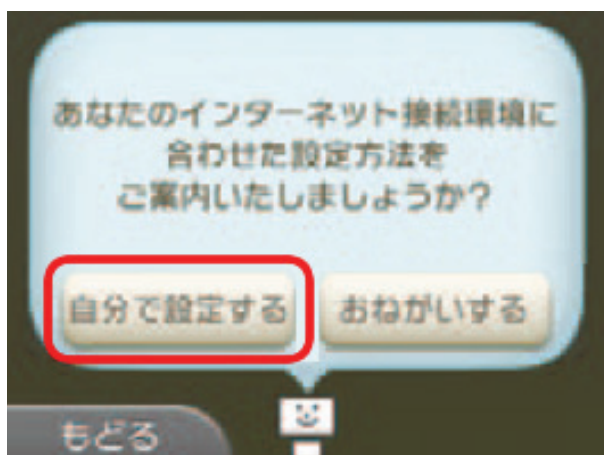 あなたのインターネット接続環境に
合わせた設定方法を
ご案内いたしましょうか？
自分で設定する
おねがいする
もどる